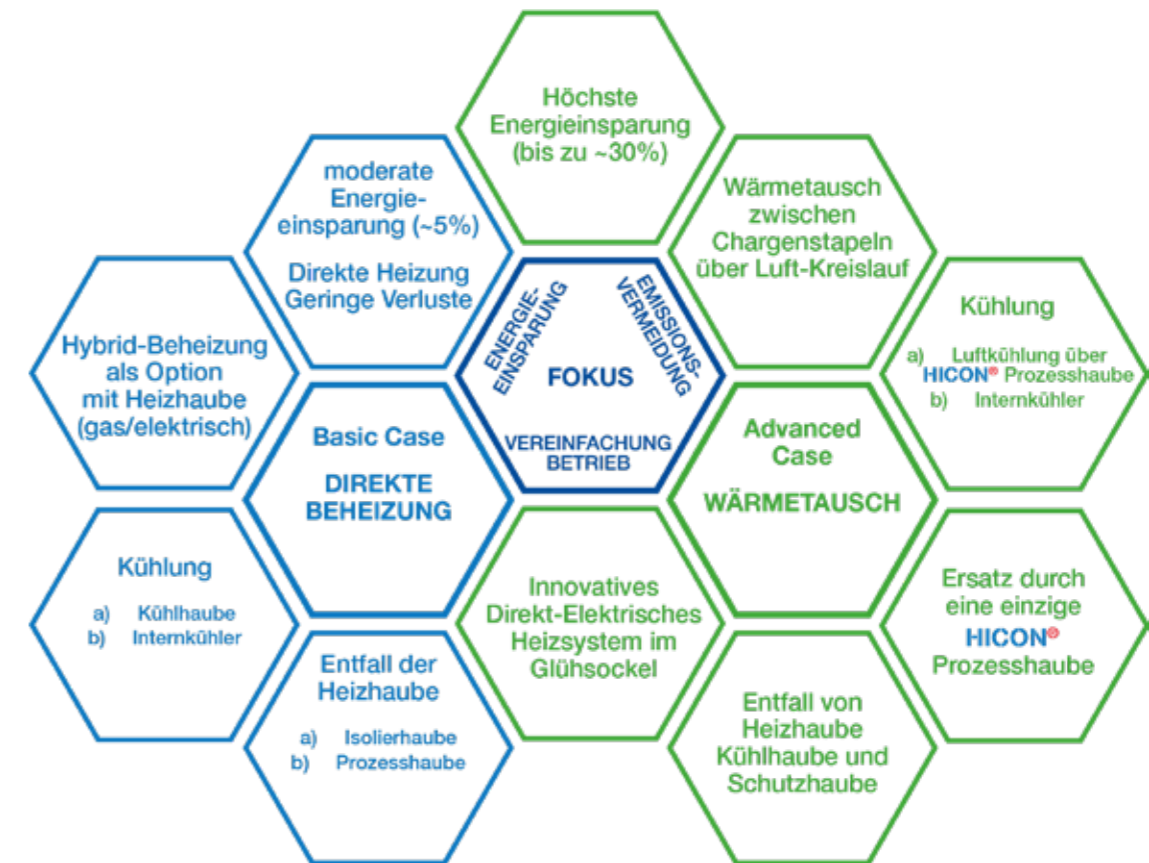 Höchste
Energieeinsparung
(bis zu ~30%)
moderate
Energie-
einsparung (~5%)
Direkte Heizung
Geringe Verluste
Wärmetausch
zwischen
Chargenstapeln
über Luft-Kreislauf
Hybrid-Beheizung
als Option
mit Heizhaube
(gas/elektrisch)
ENERGIE-
EINSPARUNG
EMISSIONS-
VERMEIDUNG
FOKUS
VEREINFACHUNG
BETRIEB
Kühlung
a) Luftkühlung über
HICON® Prozesshaube
b) Internkühler
Basic Case
DIREKTE
BEHEIZUNG
Advanced
Case
WÄRMETAUSCH
Kühlung
a) Kühlhaube
b) Internkühler
Innovatives
Direkt-Elektrisches
Heizsystem im
Glühsockel
Ersatz durch
eine einzige
HICON®
Prozesshaube
Entfall der
Heizhaube
a) Isolierhaube
b) Prozesshaube
Entfall von
Heizhaube
Kühlhaube und
Schutzhaube